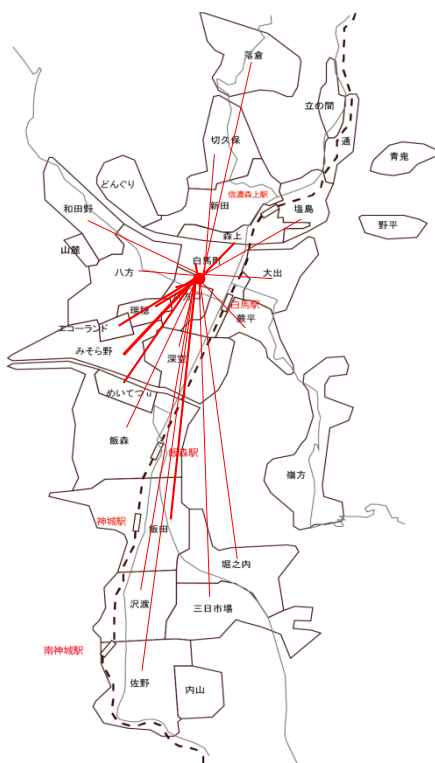 落倉
立の間
切久保
通
青鬼
どんぐり
信濃森上駅
新田
和田野
塩島
野平
森上
山麓
白馬町
八方
大出
瑞穂
白馬駅
エコーランド
蕨平
みそら野
深空
めいてつu
飯森
飯森駅
嶺方
神城駅
飯田
堀之内
沢渡
三日市場
南神城駅
佐野
内山